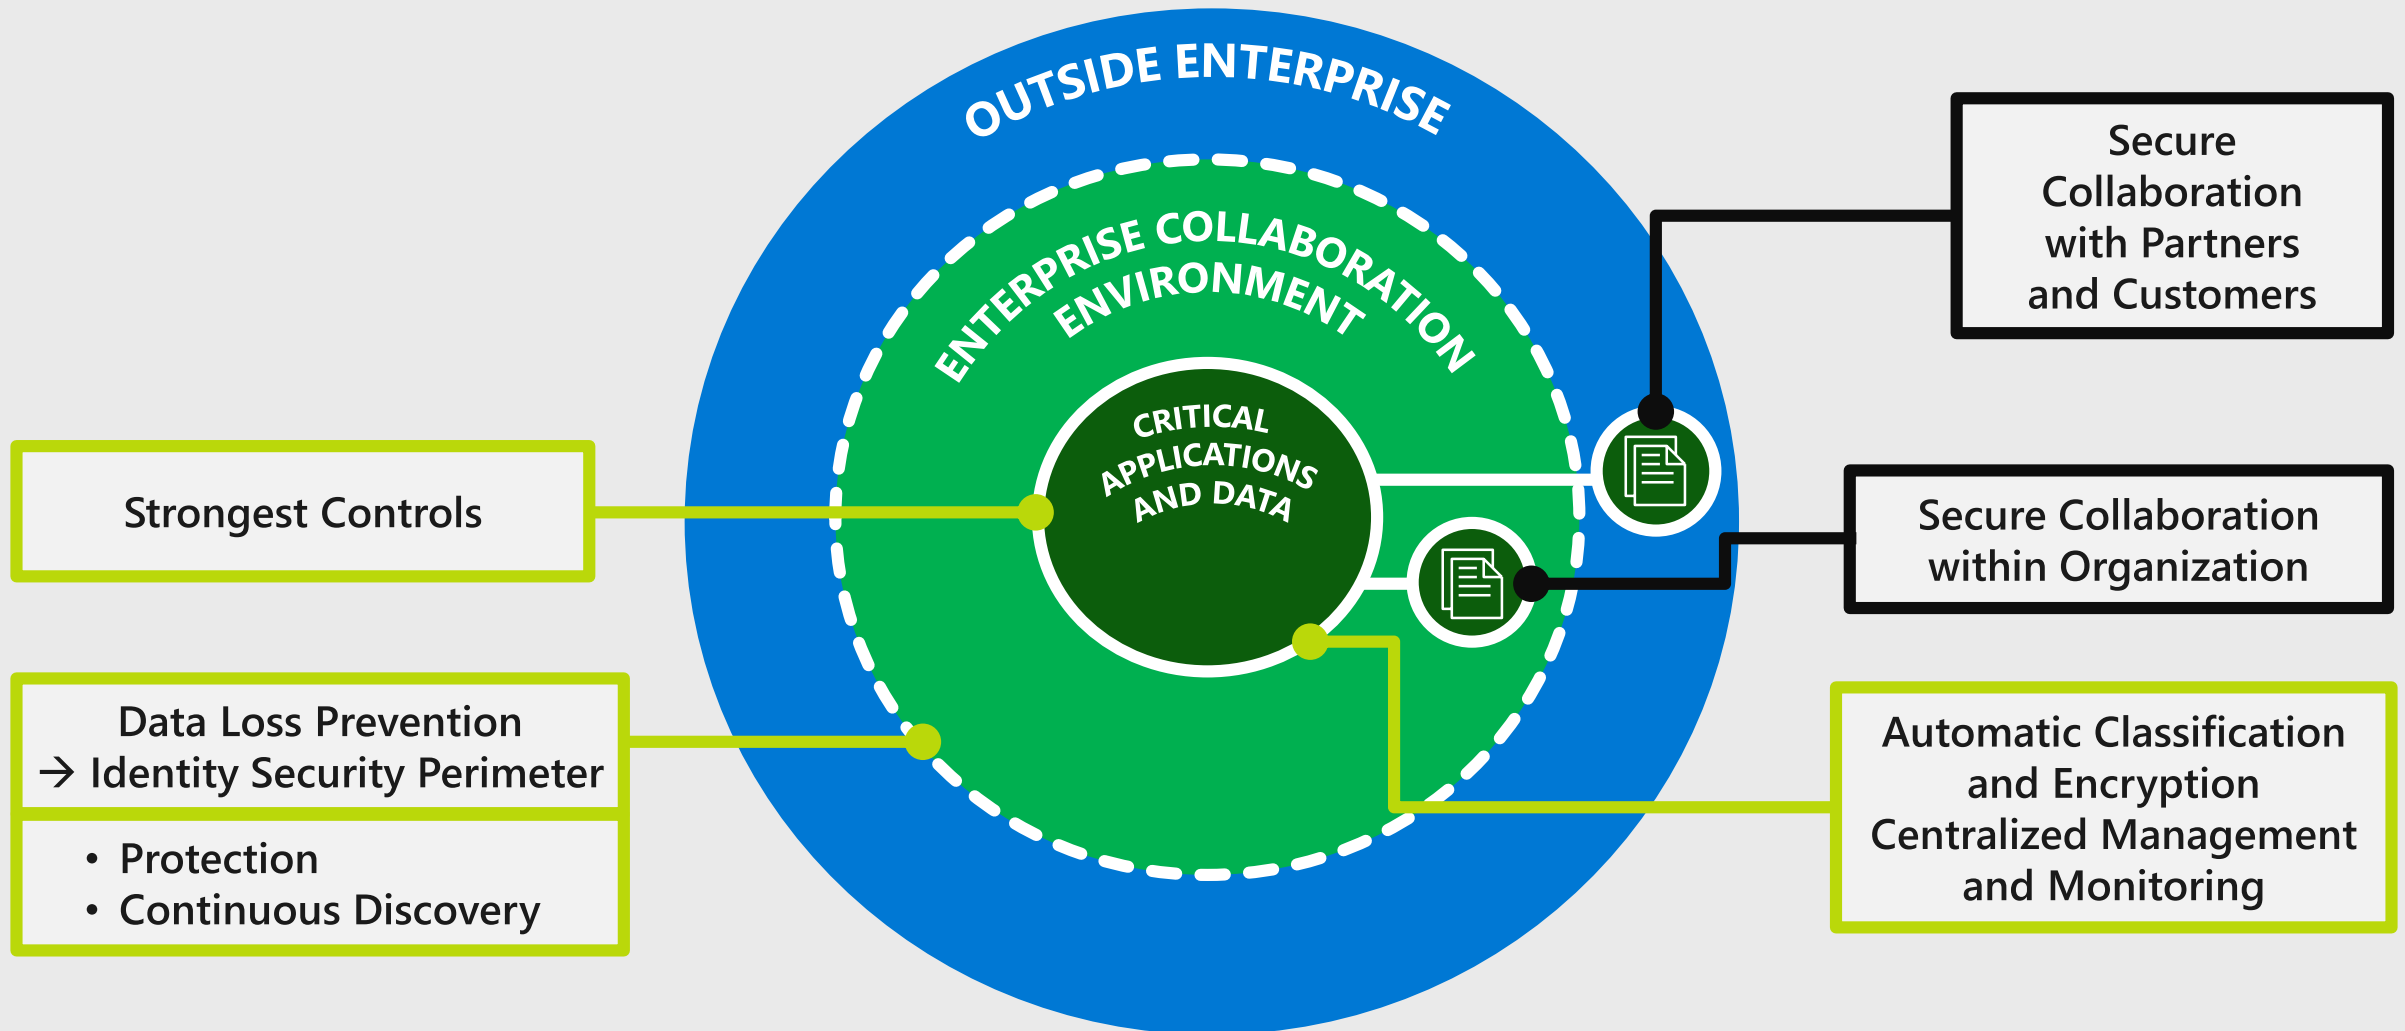 OUTSIDE ENTERPRISE
ENTERPRISE COLLABORATION
ENVIRONMENT
CRITICAL
APPLICATIONS
AND DATA
Strongest Controls
Data Loss Prevention
→ Identity Security Perimeter
• Protection
• Continuous Discovery
Secure
Collaboration
with Partners
and Customers
Secure Collaboration
within Organization
Automatic Classification
and Encryption
Centralized Management
and Monitoring